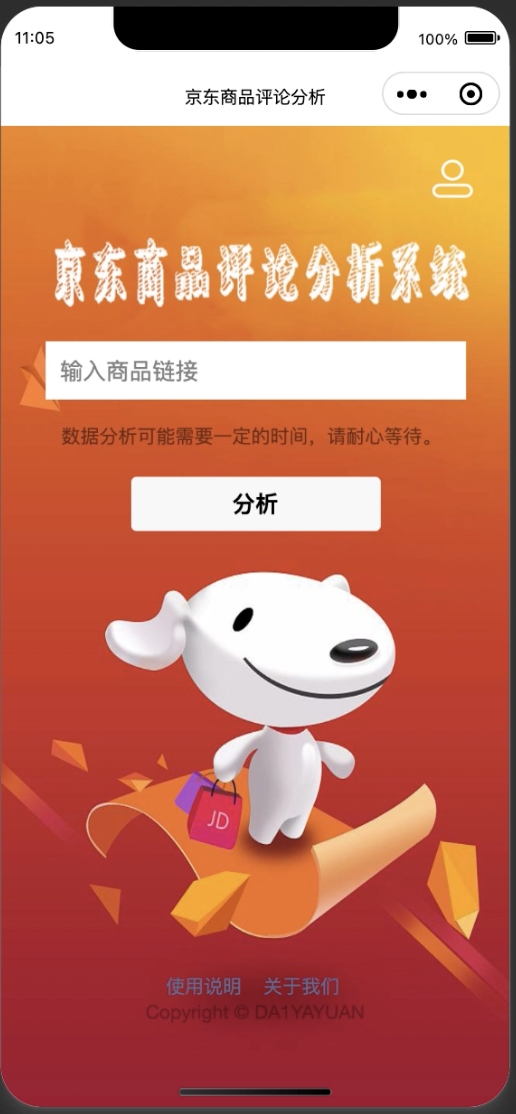 11:05
100%
京东商品评论分析
京东商品评论分析系统
输入商品链接
数据分析可能需要一定的时间，请耐心等待。
分析
JD
使用说明 关于我们
Copyright © DA1YAYUAN